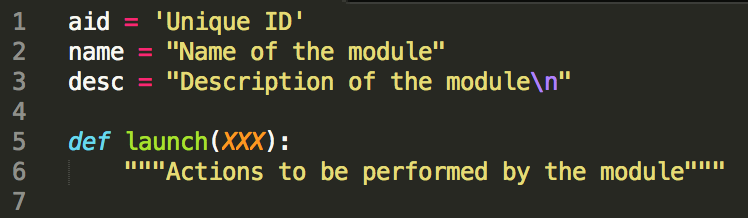 1 aid = 'Unique ID'
2 name = "Name of the module"
3 desc = "Description of the module\n"
4
5 def launch(XXX):
6 """Actions to be performed by the module"""
7